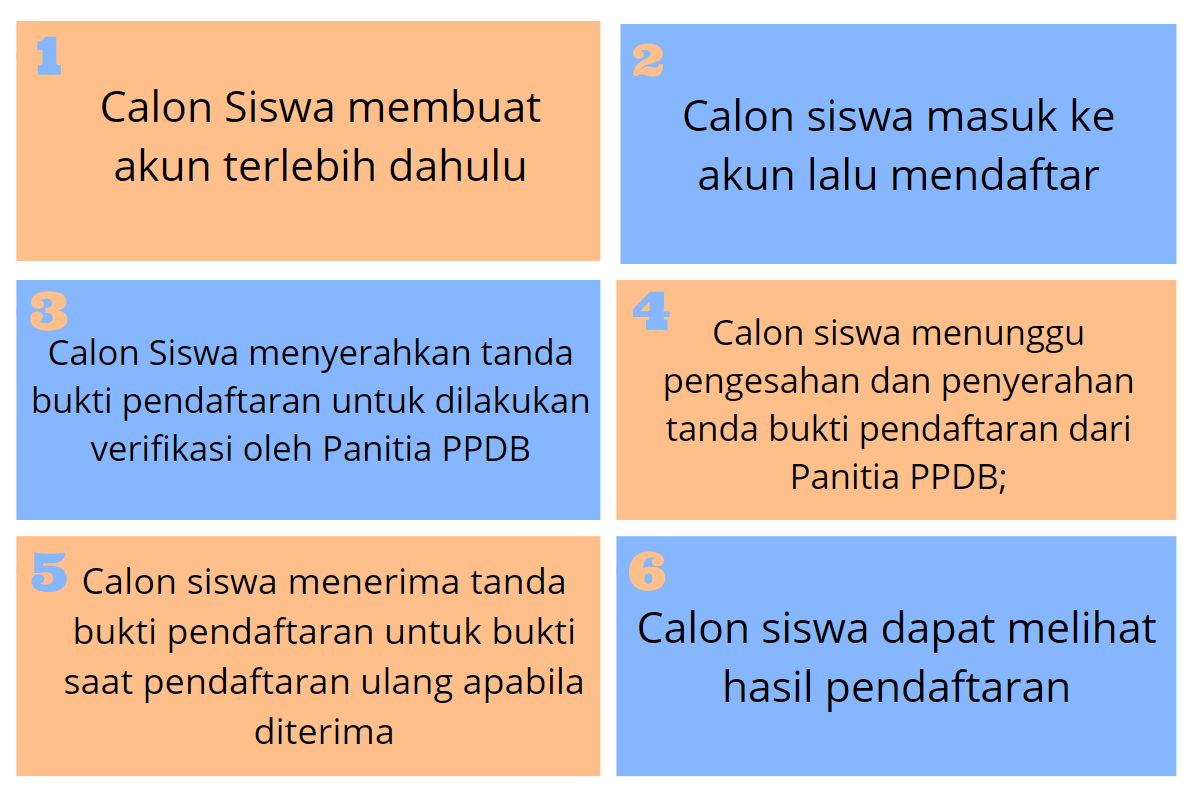 1
Calon Siswa membuat
akun terlebih dahulu
2
Calon siswa masuk ke
akun lalu mendaftar
3
Calon Siswa menyerahkan tanda
bukti pendaftaran untuk dilakukan
verifikasi oleh Panitia PPDB
4
Calon siswa menunggu
pengesahan dan penyerahan
tanda bukti pendaftaran dari
Panitia PPDB;
5
Calon siswa menerima tanda
bukti pendaftaran untuk bukti
saat pendaftaran ulang apabila
diterima
6
Calon siswa dapat melihat
hasil pendaftaran